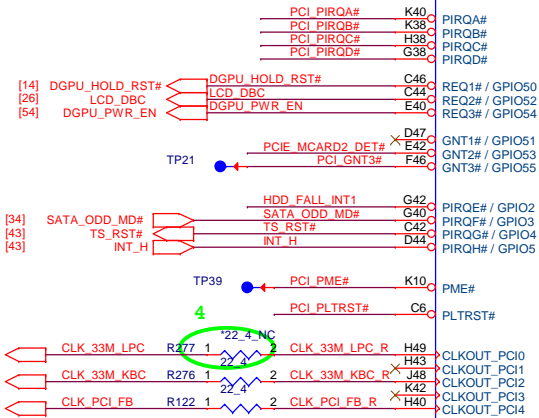 PCI_PIRQA# K40 PIRQA#
PCI_PIRQB# K38 PIRQB#
PCI_PIRQC# H38 PIRQC#
PCI_PIRQD# G38 PIRQD#
[14] DGPU_HOLD_RST# DGPU_HOLD_RST# C46 REQ1# / GPIO50
[26] LCD_DBC LCD_DBC C44 REQ2# / GPIO52
[54] DGPU_PWR_EN DGPU_PWR_EN E40 REQ3# / GPIO54
D47 GNT1# / GPIO51
PCIE_MCARD2_DET# E42 GNT2# / GPIO53
TP21 PCI_GNT3# F46 GNT3# / GPIO55
HDD_FALL_INT1 G42 PIRQE# / GPIO2
[34] SATA_ODD_MD# SATA_ODD_MD# G40 PIRQF# / GPIO3
[43] TS_RST# TS_RST# C42 PIRQG# / GPIO4
[43] INT_H INT_H D44 PIRQH# / GPIO5
TP39 PCI_PME# K10 PME#
PCI_PLTRST# C6 PLTRST#
4
*22_4_NC
CLK_33M_LPC R277 1 2 CLK_33M_LPC_R H49 CLKOUT_PCI0
22_4 H43 CLKOUT_PCI1
CLK_33M_KBC R276 1 2 CLK_33M_KBC_R J48 CLKOUT_PCI2
22_4 K42 CLKOUT_PCI3
CLK_PCI_FB R122 1 2 CLK_PCI_FB_R H40 CLKOUT_PCI4